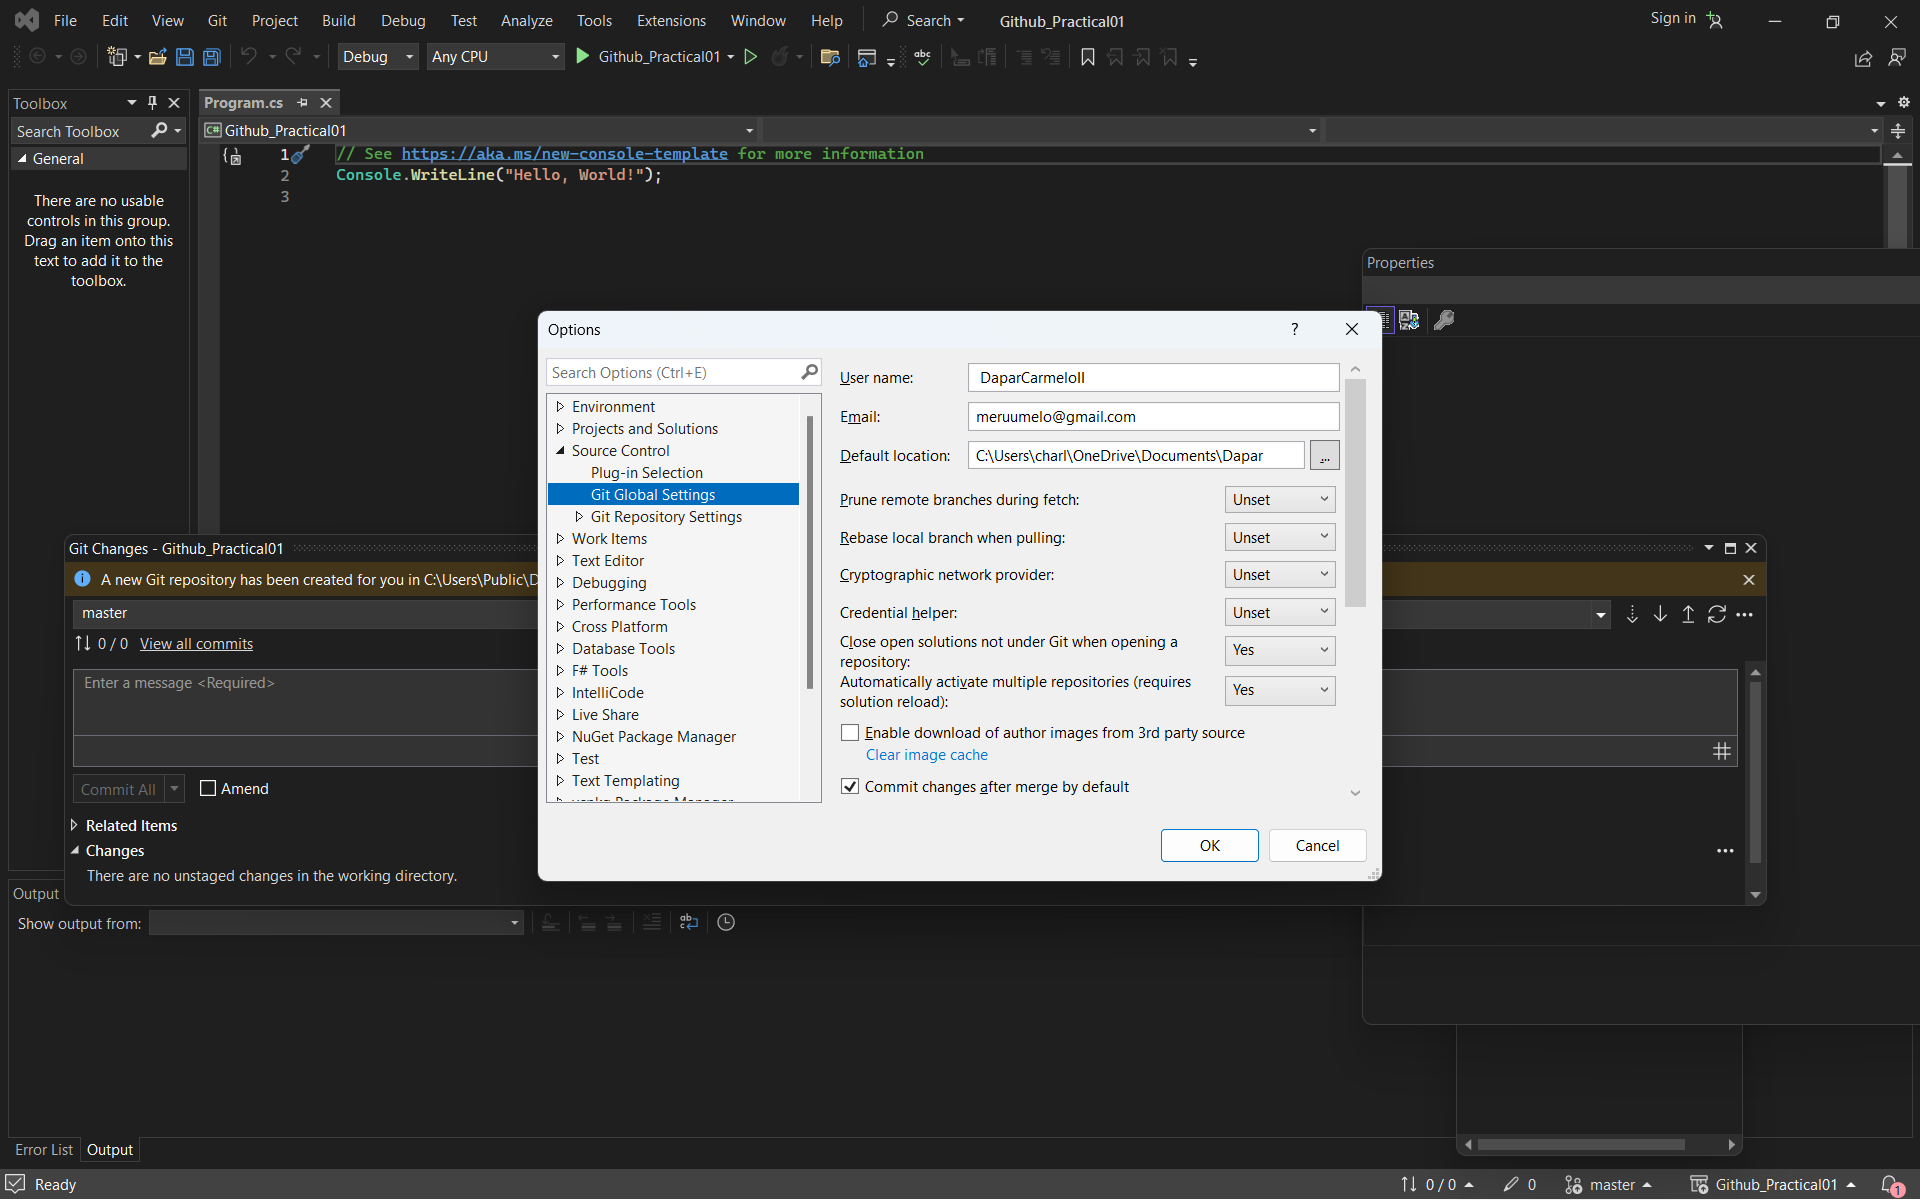 File Edit View Git Project Build Debug Test Analyze Tools Extensions Window Help Search Github_Practical01 Sign in
Debug Any CPU Github_Practical01
Toolbox
Program.cs
Search Toolbox
C# Github_Practical01
General
1 // See https://aka.ms/new-console-template for more information
2 Console.WriteLine("Hello, World!");
3
There are no usable
controls in this group.
Drag an item onto this
text to add it to the
toolbox.
Properties
Options
Search Options (Ctrl+E)
Environment
Projects and Solutions
Source Control
Plug-in Selection
Git Global Settings
Git Repository Settings
Work Items
Text Editor
Debugging
Performance Tools
Cross Platform
Database Tools
F# Tools
IntelliCode
Live Share
NuGet Package Manager
Test
Text Templating
User name: DaparCarmeloII
Email: meruumelo@gmail.com
Default location: C:\Users\charl\OneDrive\Documents\Dapar ...
Prune remote branches during fetch: Unset
Rebase local branch when pulling: Unset
Cryptographic network provider: Unset
Credential helper: Unset
Close open solutions not under Git when opening a
repository: Yes
Automatically activate multiple repositories (requires
solution reload): Yes
Enable download of author images from 3rd party source
Clear image cache
Commit changes after merge by default
OK Cancel
Git Changes - Github_Practical01
A new Git repository has been created for you in C:\Users\Public\D
master
0 / 0 View all commits
Enter a message <Required>
Commit All Amend
Related Items
Changes
There are no unstaged changes in the working directory.
Output
Show output from:
Error List Output
Ready 0 / 0 0 master Github_Practical01 1